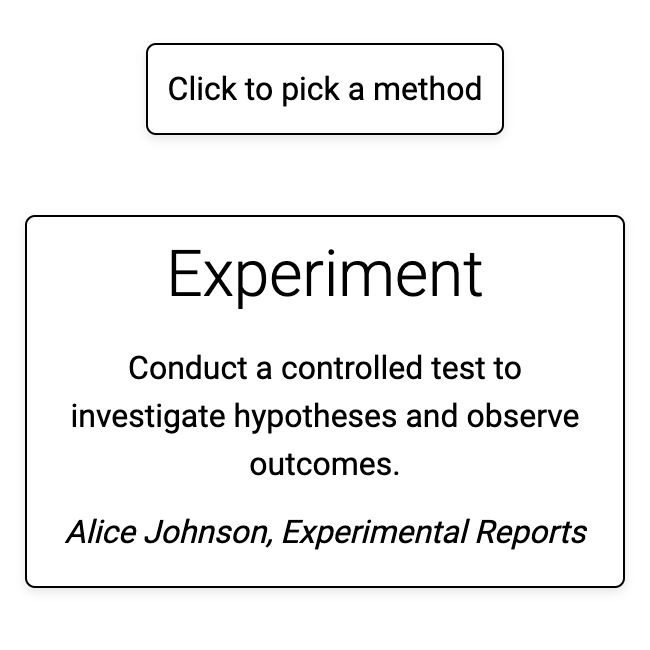 Click to pick a method
Experiment
Conduct a controlled test to
investigate hypotheses and observe
outcomes.
Alice Johnson, Experimental Reports